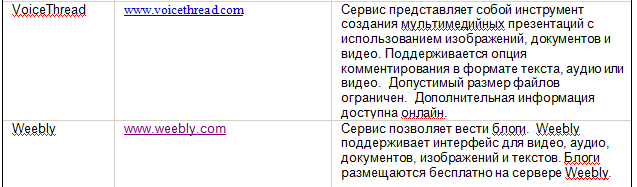 VoiceThread www.voicethread.com Сервис представляет собой инструмент
создания мультимедийных презентаций с
использованием изображений, документов и
видео. Поддерживается опция
комментирования в формате текста, аудио или
видео. Допустимый размер файлов
ограничен. Дополнительная информация
доступна онлайн.
Weebly www.weebly.com Сервис позволяет вести блоги. Weebly
поддерживает интерфейс для видео, аудио,
документов, изображений и текстов. Блоги
размещаются бесплатно на сервере Weebly.